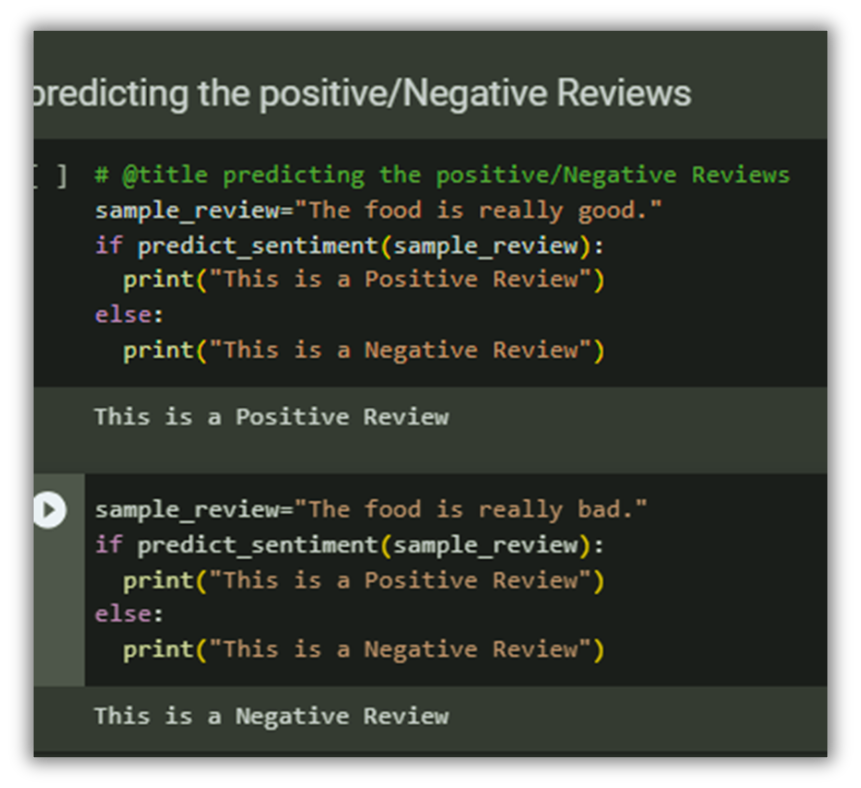 predicting the positive/Negative Reviews
[ ] # @title predicting the positive/Negative Reviews
sample_review="The food is really good."
if predict_sentiment(sample_review):
  print("This is a Positive Review")
else:
  print("This is a Negative Review")
This is a Positive Review
sample_review="The food is really bad."
if predict_sentiment(sample_review):
  print("This is a Positive Review")
else:
  print("This is a Negative Review")
This is a Negative Review